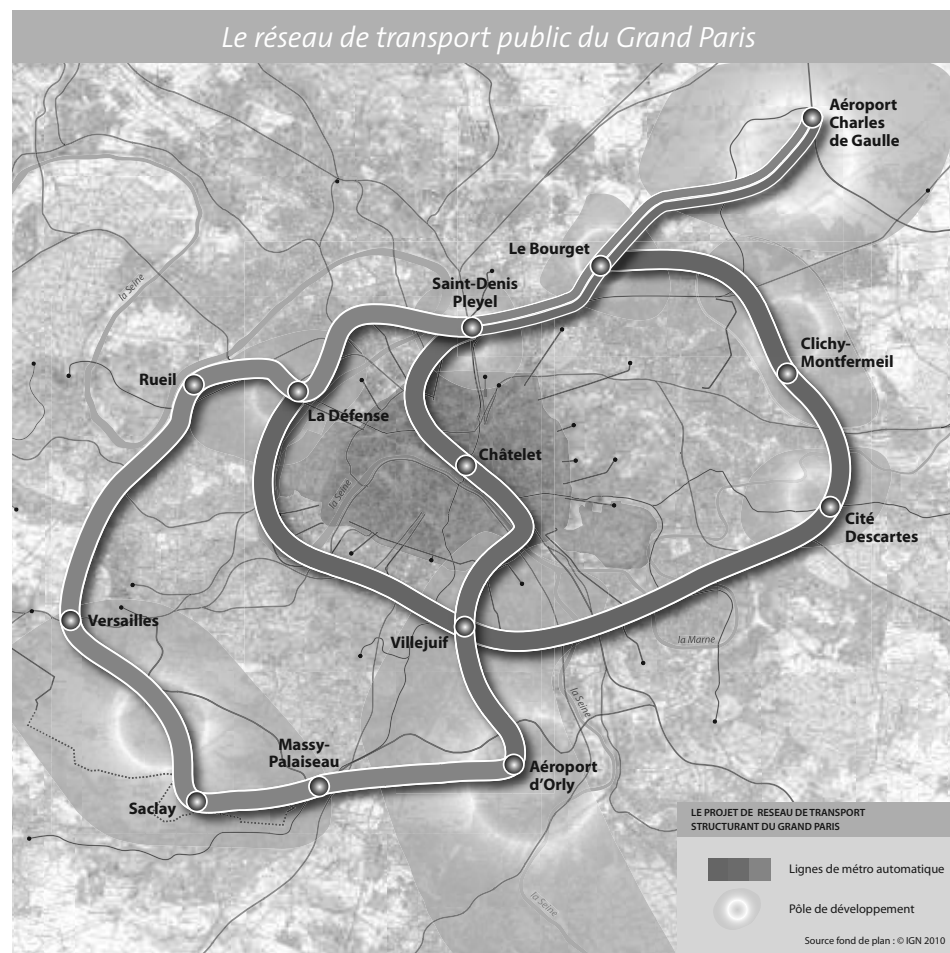 Le réseau de transport public du Grand Paris
Aéroport
Charles
de Gaulle
Le Bourget
Saint-Denis
Pleyel
la Seine
Clichy-
Montfermeil
Rueil
La Défense
Châtelet
la Seine
Cité
Descartes
Versailles
Villejuif
la Marne
la Seine
Massy-
Palaiseau
Aéroport
d'Orly
Saclay
la Seine
LE PROJET DE RESEAU DE TRANSPORT
STRUCTURANT DU GRAND PARIS
Lignes de métro automatique
Pôle de développement
Source fond de plan : © IGN 2010